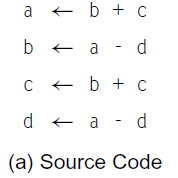 a ← b + c
b ← a - d
c ← b + c
d ← a - d
(a) Source Code